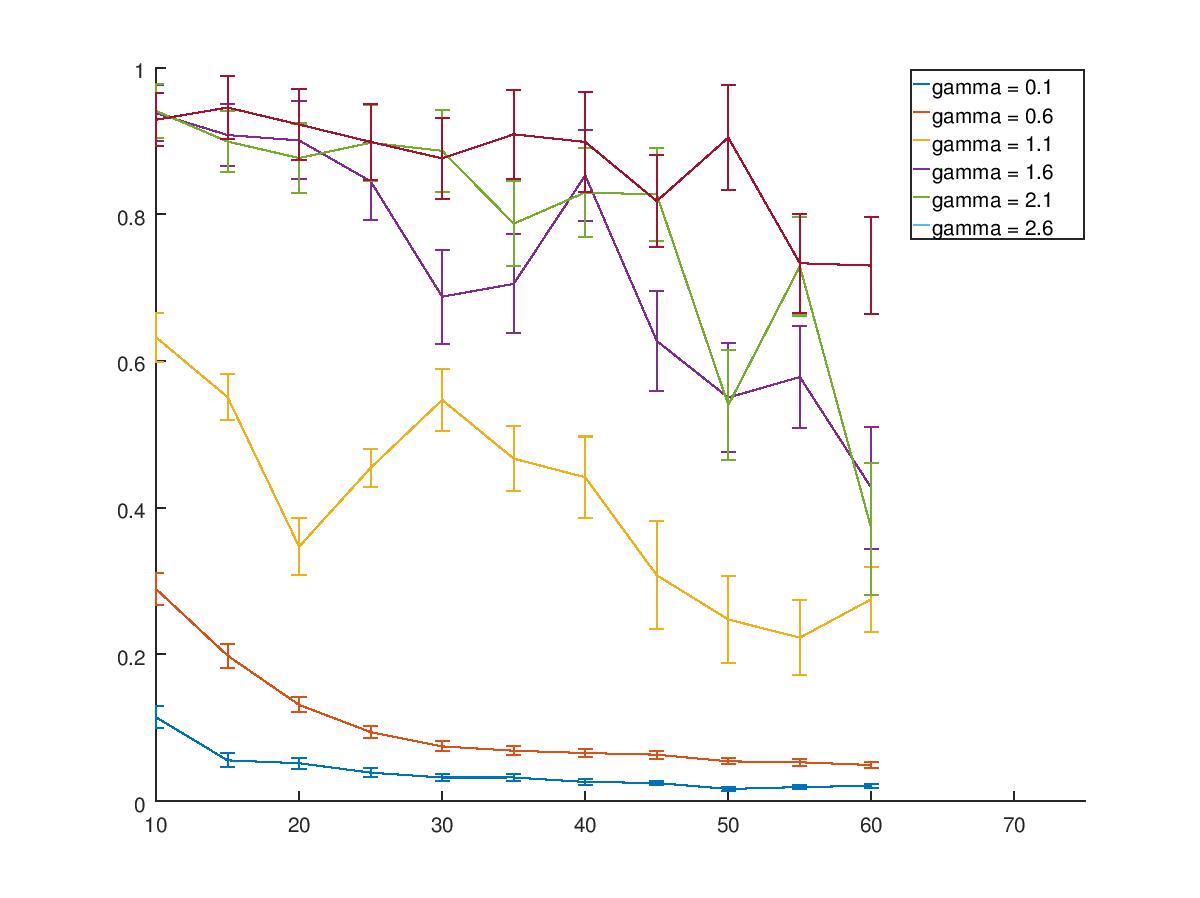 1
0.8
0.6
0.4
0.2
0
10 20 30 40 50 60 70
gamma = 0.1
gamma = 0.6
gamma = 1.1
gamma = 1.6
gamma = 2.1
gamma = 2.6